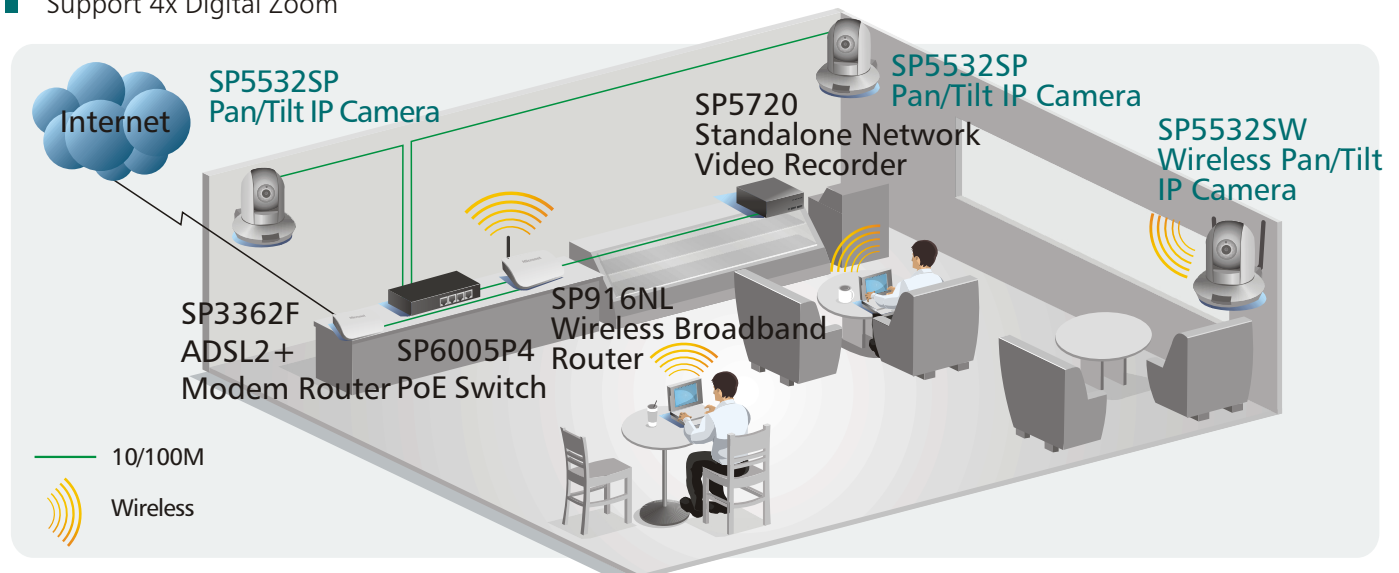 Support 4x Digital Zoom
Internet
SP5532SP
Pan/Tilt IP Camera
SP5720
Standalone Network
Video Recorder
SP5532SP
Pan/Tilt IP Camera
SP5532SW
Wireless Pan/Tilt
IP Camera
SP3362F
ADSL2+
Modem Router
SP6005P4
PoE Switch
SP916NL
Wireless Broadband
Router
10/100M
Wireless